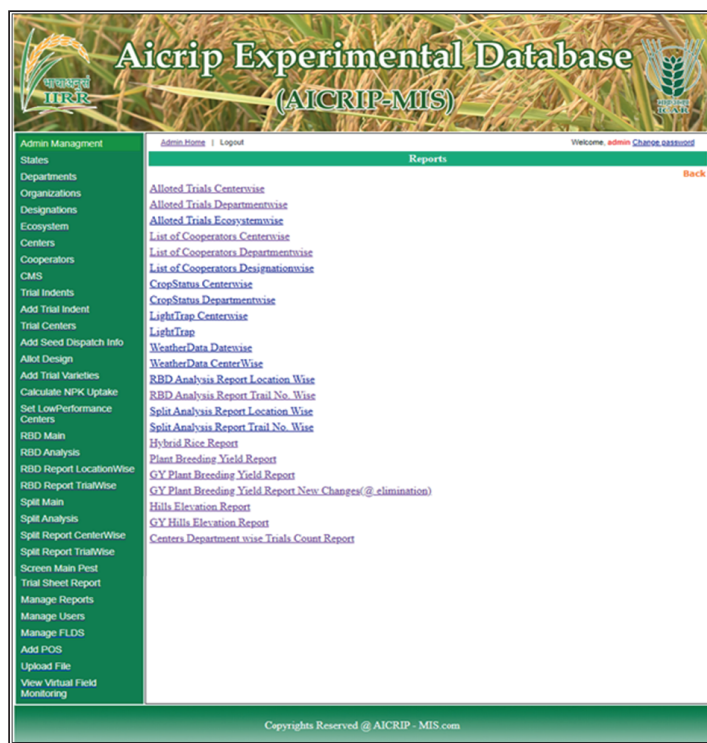 Aicrip Experimental Database
(AICRIP-MIS)
IIRR
ICAR
Admin Managment
States
Departments
Organizations
Designations
Ecosystem
Centers
Cooperators
CMS
Trial Indents
Add Trial Indent
Trial Centers
Add Seed Dispatch Info
Allot Design
Add Trial Varieties
Calculate NPK Uptake
Set LowPerformance
Centers
RBD Main
RBD Analysis
RBD Report LocationWise
RBD Report TrialWise
Split Main
Split Analysis
Split Report CenterWise
Split Report TrialWise
Screen Main Pest
Trial Sheet Report
Manage Reports
Manage Users
Manage FLDS
Add POS
Upload File
View Virtual Field
Monitoring
Admin Home | Logout
Welcome, admin Change password
Reports
Back
Alloted Trials Centerwise
Alloted Trials Departmentwise
Alloted Trials Ecosystemwise
List of Cooperators Centerwise
List of Cooperators Departmentwise
List of Cooperators Designationwise
CropStatus Centerwise
CropStatus Departmentwise
LightTrap Centerwise
LightTrap
WeatherData Datewise
WeatherData CenterWise
RBD Analysis Report Location Wise
RBD Analysis Report Trail No. Wise
Split Analysis Report Location Wise
Split Analysis Report Trail No. Wise
Hybrid Rice Report
Plant Breeding Yield Report
GY Plant Breeding Yield Report
GY Plant Breeding Yield Report New Changes(@ elimination)
Hills Elevation Report
GY Hills Elevation Report
Centers Department wise Trials Count Report
Copyrights Reserved @ AICRIP - MIS.com